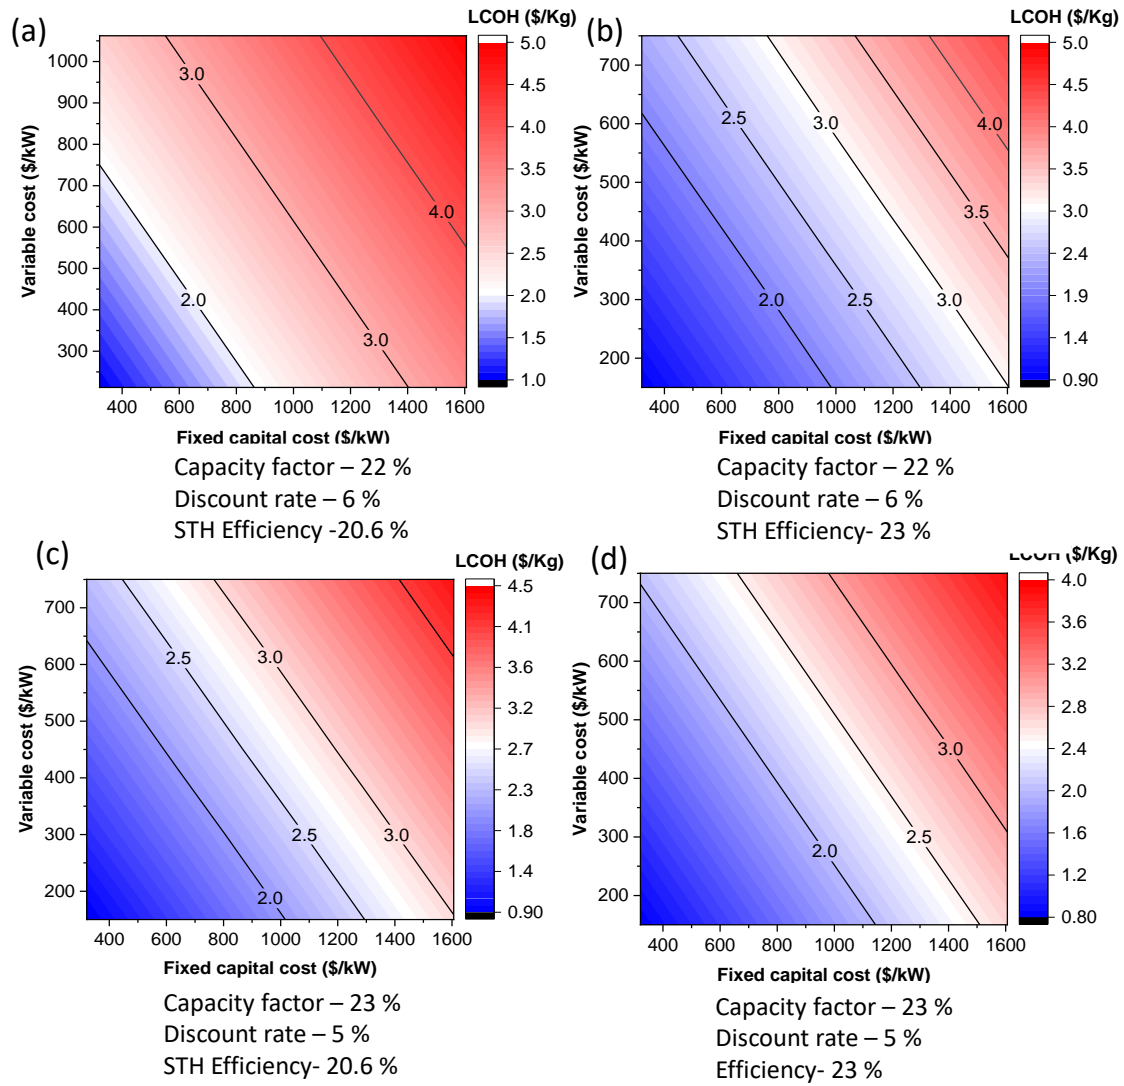 (a)
LCOH ($/Kg)
Variable cost ($/kW)
1000
900
800
700
600
500
400
300
3.0
2.0
4.0
3.0
5.0
4.5
4.0
3.5
3.0
2.5
2.0
1.5
1.0
400 600 800 1000 1200 1400 1600
Fixed capital cost ($/kW)
Capacity factor – 22 %
Discount rate – 6 %
STH Efficiency -20.6 %
(b)
LCOH ($/Kg)
Variable cost ($/kW)
700
600
500
400
300
200
2.5
3.0
4.0
3.5
2.0
2.5
3.0
5.0
4.5
4.0
3.5
3.0
2.4
1.9
1.4
0.90
400 600 800 1000 1200 1400 1600
Fixed capital cost ($/kW)
Capacity factor – 22 %
Discount rate – 6 %
STH Efficiency- 23 %
(c)
LCOH ($/Kg)
Variable cost ($/kW)
700
600
500
400
300
200
2.5
3.0
2.5
3.0
2.0
4.5
4.1
3.6
3.2
2.7
2.3
1.8
1.4
0.90
400 600 800 1000 1200 1400 1600
Fixed capital cost ($/kW)
Capacity factor – 23 %
Discount rate – 5 %
STH Efficiency- 20.6 %
(d)
LCOH ($/Kg)
Variable cost ($/kW)
700
600
500
400
300
200
3.0
2.5
2.0
4.0
3.6
3.2
2.8
2.4
2.0
1.6
1.2
0.80
400 600 800 1000 1200 1400 1600
Fixed capital cost ($/kW)
Capacity factor – 23 %
Discount rate – 5 %
Efficiency- 23 %